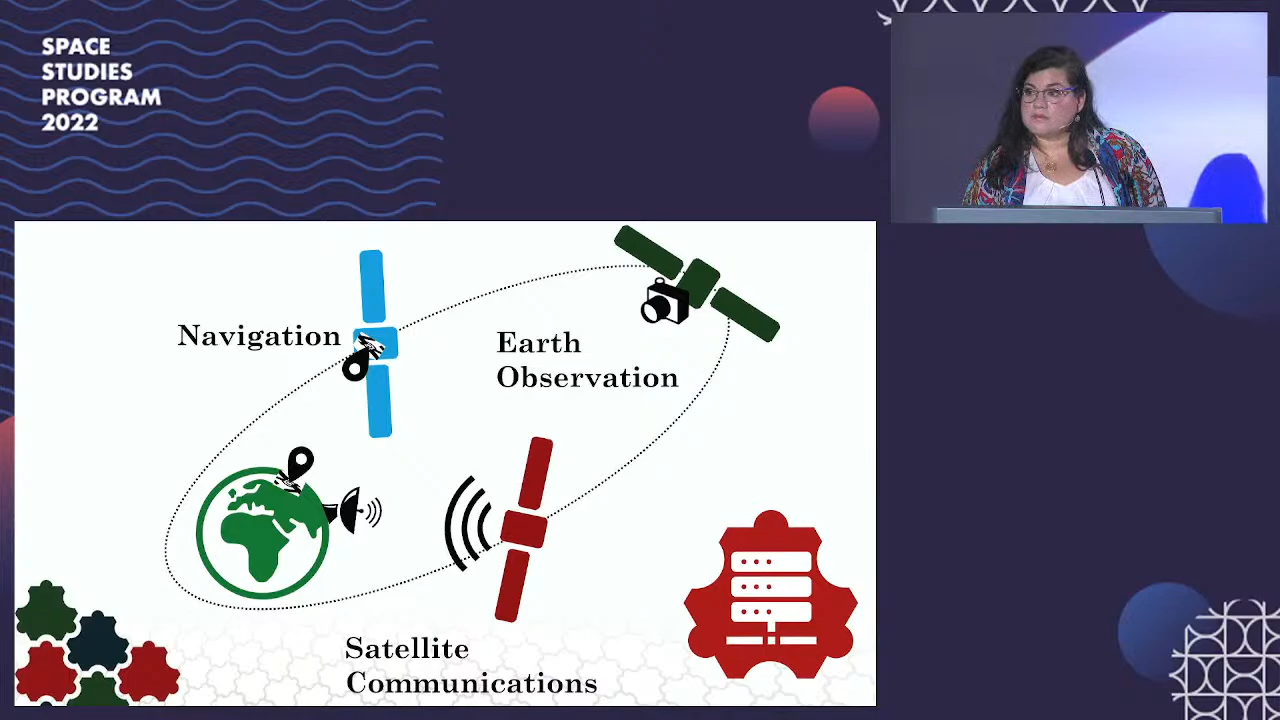 SPACE
STUDIES
PROGRAM
2022
Navigation
Earth
Observation
Satellite
Communications